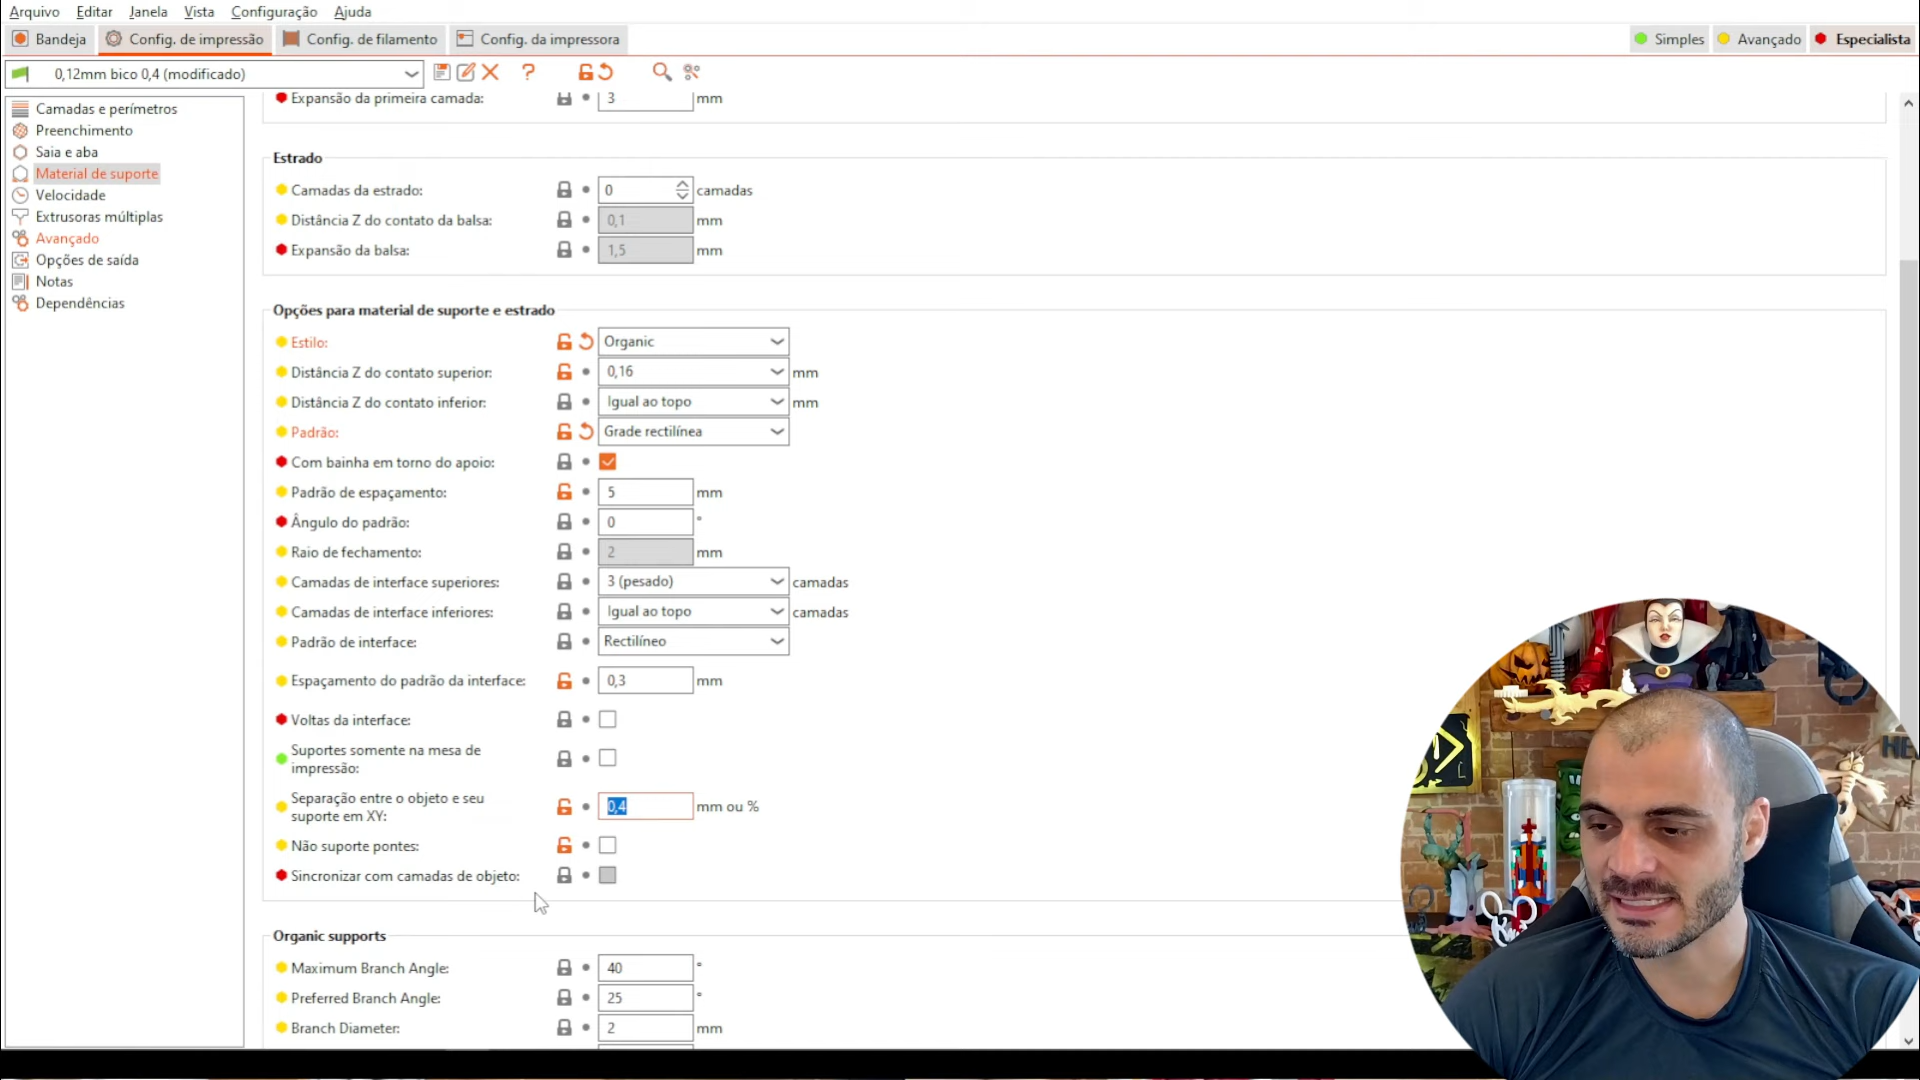 Arquivo Editar Janela Vista Configuração Ajuda
Bandeja Config. de impressão Config. de filamento Config. da impressora Simples Avançado Especialista
0,12mm bico 0,4 (modificado) ?
Camadas e perímetros
Preenchimento
Saia e aba
Material de suporte
Velocidade
Extrusoras múltiplas
Avançado
Opções de saída
Notas
Dependências
Expansão da primeira camada: 3 mm
Estrado
Camadas da estrado: 0 camadas
Distância Z do contato da balsa: 0,1 mm
Expansão da balsa: 1,5 mm
Opções para material de suporte e estrado
Estilo: Organic
Distância Z do contato superior: 0,16 mm
Distância Z do contato inferior: Igual ao topo mm
Padrão: Grade rectilínea
Com bainha em torno do apoio:
Padrão de espaçamento: 5 mm
Ângulo do padrão: 0 °
Raio de fechamento: 2 mm
Camadas de interface superiores: 3 (pesado) camadas
Camadas de interface inferiores: Igual ao topo camadas
Padrão de interface: Rectilíneo
Espaçamento do padrão da interface: 0,3 mm
Voltas da interface:
Suportes somente na mesa de
impressão:
Separação entre o objeto e seu
suporte em XY: 0,4 mm ou %
Não suporte pontes:
Sincronizar com camadas de objeto:
Organic supports
Maximum Branch Angle: 40 °
Preferred Branch Angle: 25 °
Branch Diameter: 2 mm